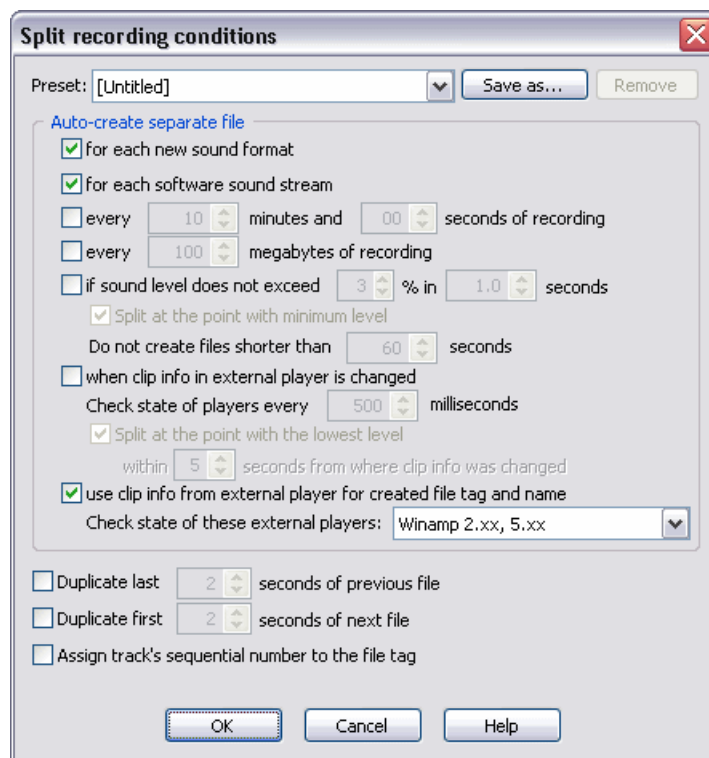 Split recording conditions
Preset: [Untitled] Save as... Remove
Auto-create separate file
for each new sound format
for each software sound stream
every 10 minutes and 00 seconds of recording
every 100 megabytes of recording
if sound level does not exceed 3 % in 1.0 seconds
Split at the point with minimum level
Do not create files shorter than 60 seconds
when clip info in external player is changed
Check state of players every 500 milliseconds
Split at the point with the lowest level
within 5 seconds from where clip info was changed
use clip info from external player for created file tag and name
Check state of these external players: Winamp 2.xx, 5.xx
Duplicate last 2 seconds of previous file
Duplicate first 2 seconds of next file
Assign track's sequential number to the file tag
OK Cancel Help